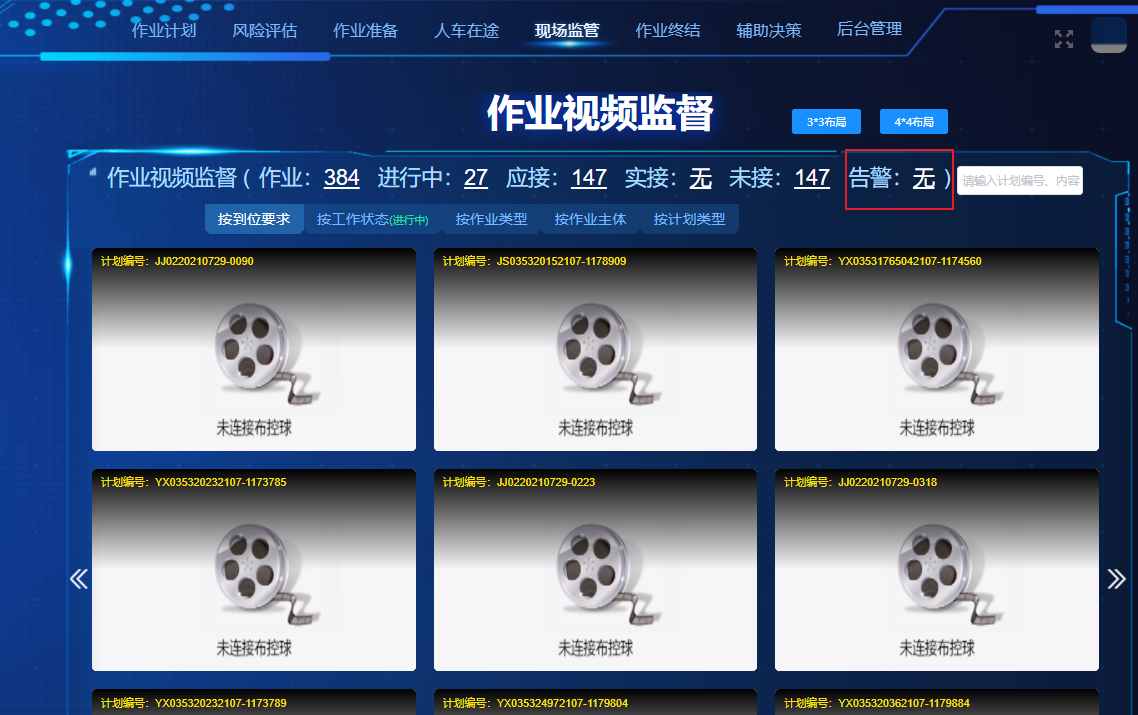 作业计划 风险评估 作业准备 人车在途 现场监管 作业终结 辅助决策 后台管理
作业视频监督 3*3布局 4*4布局
作业视频监督 ( 作业：384 进行中：27 应接：147 实接：无 未接：147 告警：无 ) 请输入计划编号、内容
按到位要求 按工作状态(进行中) 按作业类型 按作业主体 按计划类型
计划编号：JJ0220210729-0090 计划编号：JS035320152107-1178909 计划编号：YX03531765042107-1174560
未连接布控球 未连接布控球 未连接布控球
计划编号：YX035320232107-1173785 计划编号：JJ0220210729-0223 计划编号：JJ0220210729-0318
未连接布控球 未连接布控球 未连接布控球
计划编号：YX035320232107-1173789 计划编号：YX035324972107-1179804 计划编号：YX035320362107-1179884